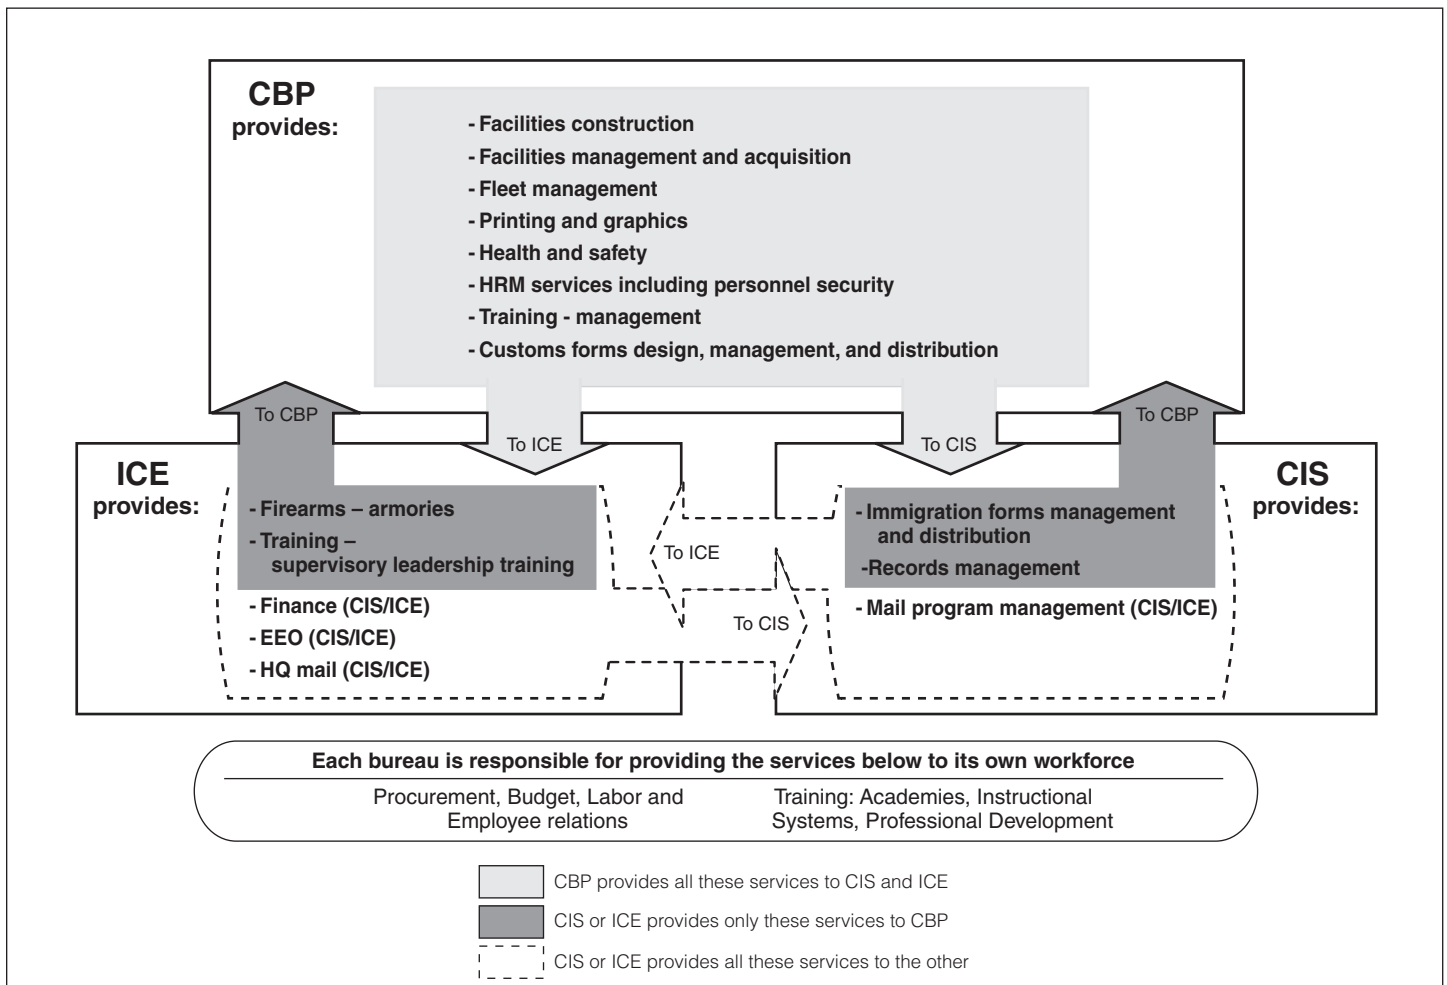 CBP
provides:
- Facilities construction
- Facilities management and acquisition
- Fleet management
- Printing and graphics
- Health and safety
- HRM services including personnel security
- Training - management
- Customs forms design, management, and distribution
To CBP
To ICE
To CIS
To CBP
ICE
provides:
- Firearms – armories
- Training –
supervisory leadership training
- Finance (CIS/ICE)
- EEO (CIS/ICE)
- HQ mail (CIS/ICE)
To ICE
To CIS
CIS
provides:
- Immigration forms management
and distribution
-Records management
- Mail program management (CIS/ICE)
Each bureau is responsible for providing the services below to its own workforce
Procurement, Budget, Labor and
Employee relations
Training: Academies, Instructional
Systems, Professional Development
CBP provides all these services to CIS and ICE
CIS or ICE provides only these services to CBP
CIS or ICE provides all these services to the other